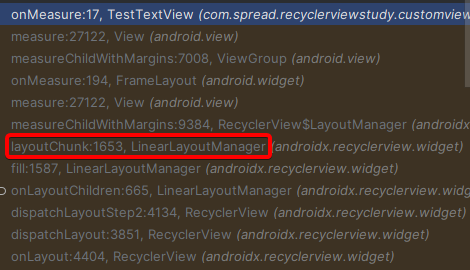 onMeasure:17, TestTextView (com.spread.recyclerviewstudy.customview
measure:27122, View (android.view)
measureChildWithMargins:7008, ViewGroup (android.view)
onMeasure:194, FrameLayout (android.widget)
measure:27122, View (android.view)
measureChildWithMargins:9384, RecyclerView$LayoutManager (androidx
layoutChunk:1653, LinearLayoutManager (androidx.recyclerview.widget)
fill:1587, LinearLayoutManager (androidx.recyclerview.widget)
onLayoutChildren:665, LinearLayoutManager (androidx.recyclerview.widget)
dispatchLayoutStep2:4134, RecyclerView (androidx.recyclerview.widget)
dispatchLayout:3851, RecyclerView (androidx.recyclerview.widget)
onLayout:4404, RecyclerView (androidx.recyclerview.widget)